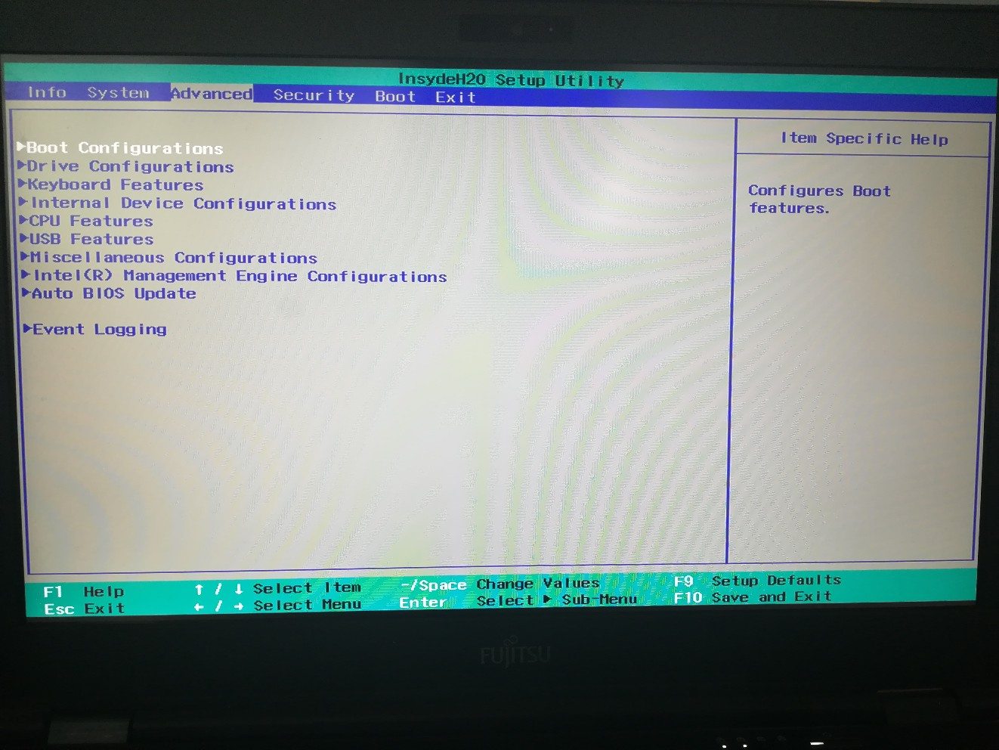 InsydeH20 Setup Utility
Info System Advanced Security Boot Exit
Boot Configurations
Drive Configurations
Keyboard Features
Internal Device Configurations
CPU Features
USB Features
Miscellaneous Configurations
Intel(R) Management Engine Configurations
Auto BIOS Update
Event Logging
Item Specific Help
Configures Boot
features.
F1 Help ↑ / ↓ Select Item -/Space Change Values F9 Setup Defaults
Esc Exit ← / → Select Menu Enter Select ▶ Sub-Menu F10 Save and Exit
FUJITSU